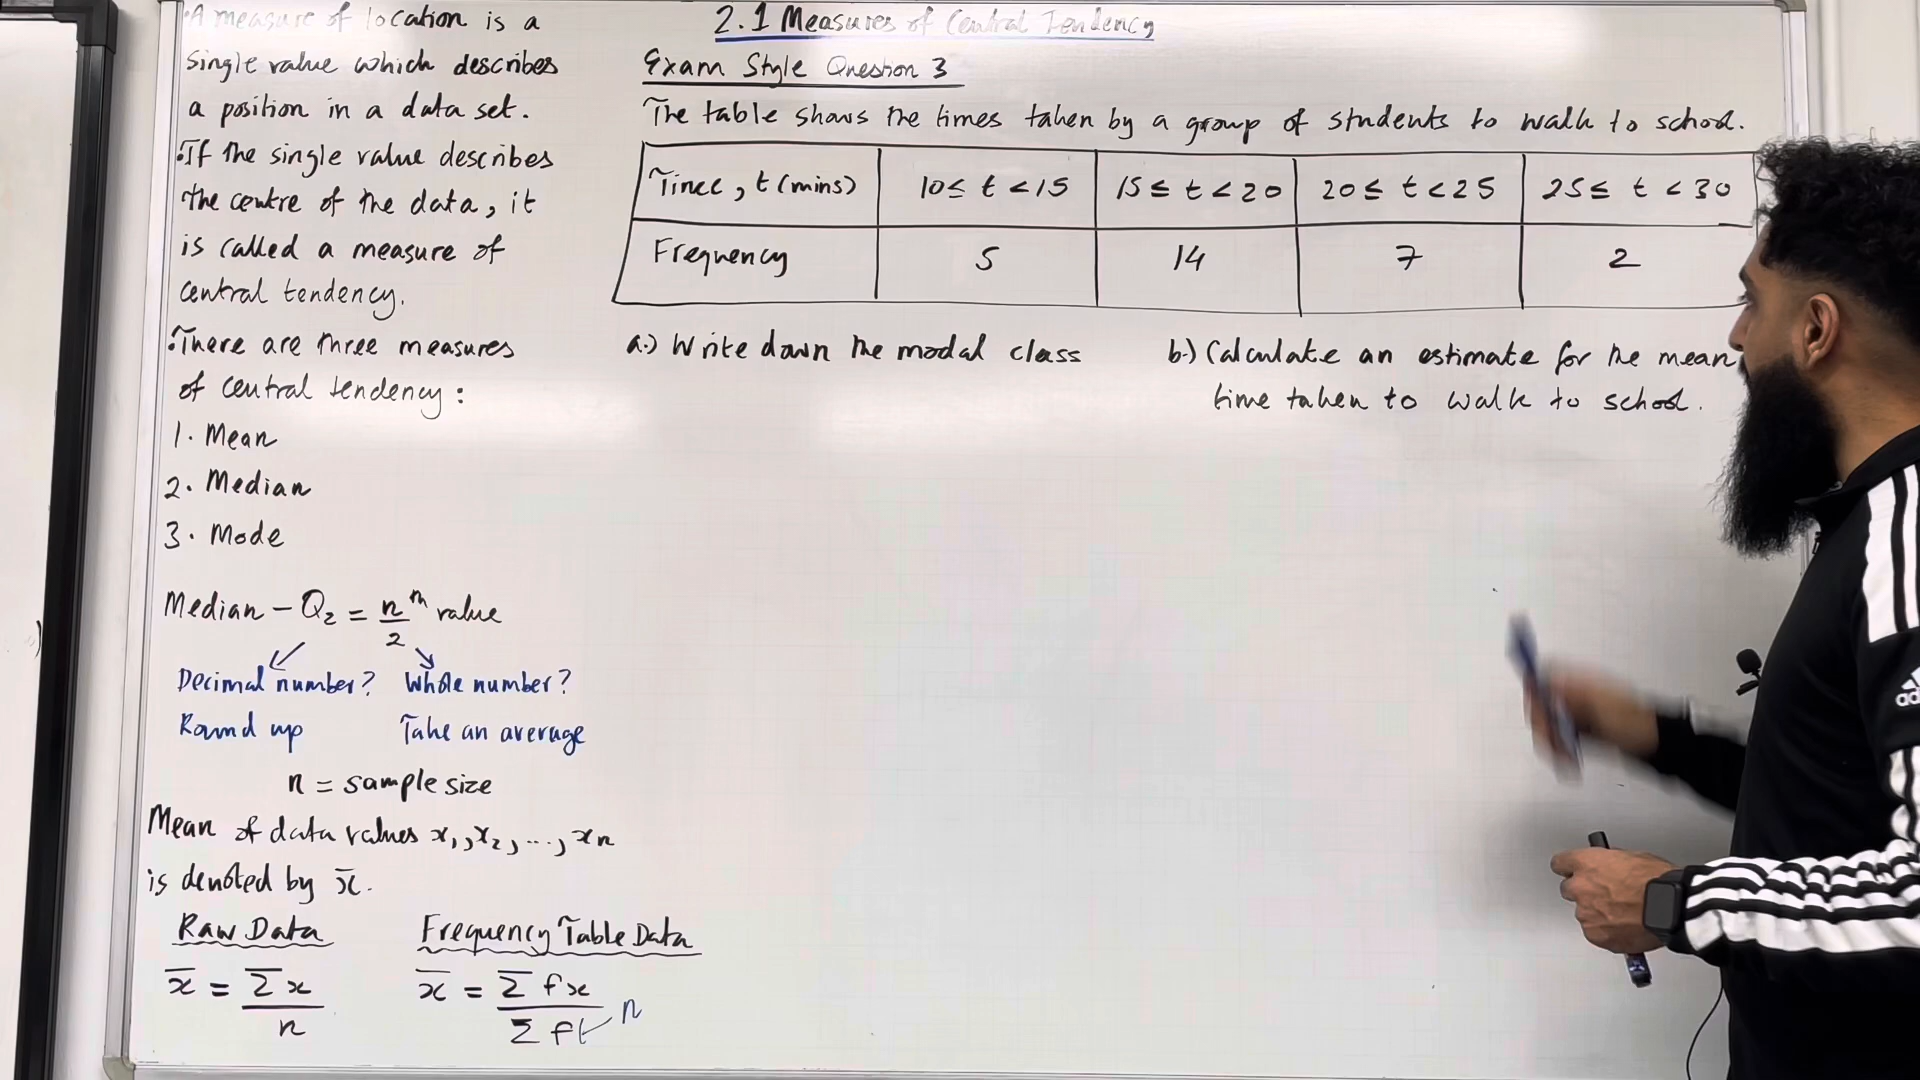 2.1 Measures of Central Tendency
·A measure of location is a
single value which describes
a position in a data set.
·If the single value describes
the centre of the data, it
is called a measure of
central tendency.
·There are three measures
of central tendency:
1. Mean
2. Median
3. Mode
Median - Q₂ = n/2 th value
Decimal number? Whole number?
Round up Take an average
n = sample size
Mean of data values x₁, x₂, ..., xn
is denoted by x̄.
Raw Data Frequency Table Data
x̄ = Σx / n x̄ = Σfx / Σf n
Exam Style Question 3
The table shows the times taken by a group of students to walk to school.
Time, t (mins) 10 ≤ t < 15 15 ≤ t < 20 20 ≤ t < 25 25 ≤ t < 30
Frequency 5 14 7 2
a.) Write down the modal class
b.) Calculate an estimate for the mean
time taken to walk to school.